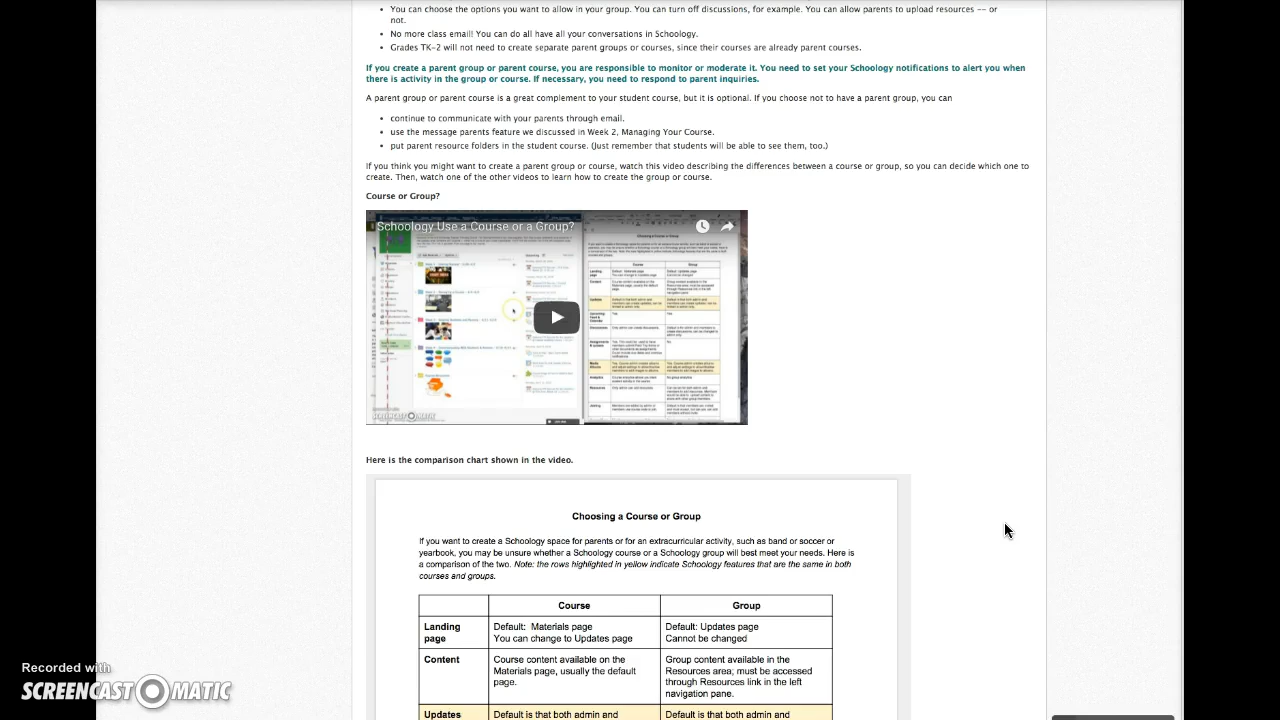 You can choose the options you want to allow in your group. You can turn off discussions, for example. You can allow parents to upload resources -- or
not.
No more class email! You can do all have all your conversations in Schoology.
Grades TK-2 will not need to create separate parent groups or courses, since their courses are already parent courses.
If you create a parent group or parent course, you are responsible to monitor or moderate it. You need to set your Schoology notifications to alert you when
there is activity in the group or course. If necessary, you need to respond to parent inquiries.
A parent group or parent course is a great complement to your student course, but it is optional. If you choose not to have a parent group, you can
continue to communicate with your parents through email.
use the message parents feature we discussed in Week 2, Managing Your Course.
put parent resource folders in the student course. (Just remember that students will be able to see them, too.)
If you think you might want to create a parent group or course, watch this video describing the differences between a course or group, so you can decide which one to
create. Then, watch one of the other videos to learn how to create the group or course.
Course or Group?
Schoology Use a Course or a Group?
Choosing a Course or Group
Course Group
SCREENCAST MATIC
Here is the comparison chart shown in the video.
Choosing a Course or Group
If you want to create a Schoology space for parents or for an extracurricular activity, such as band or soccer or
yearbook, you may be unsure whether a Schoology course or a Schoology group will best meet your needs. Here is
a comparison of the two. Note: the rows highlighted in yellow indicate Schoology features that are the same in both
courses and groups.
Course Group
Landing page
Default: Materials page
You can change to Updates page
Default: Updates page
Cannot be changed
Content
Course content available on the
Materials page, usually the default
page.
Group content available in the
Resources area; must be accessed
through Resources link in the left
navigation pane.
Updates
Default is that both admin and
Default is that both admin and
Recorded with
SCREENCAST MATIC